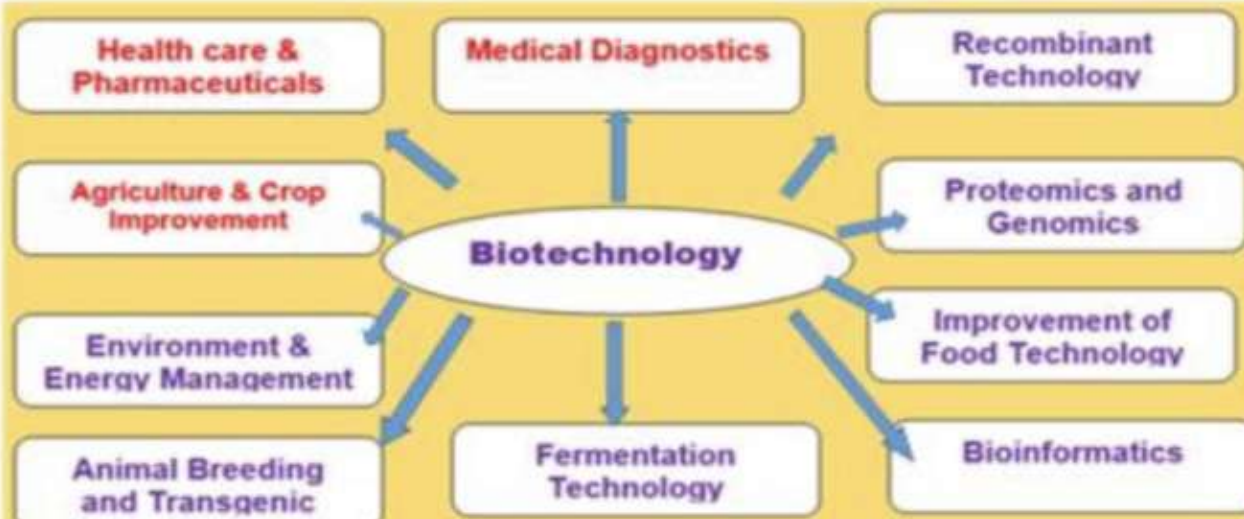 Health care &
Pharmaceuticals
Medical Diagnostics
Recombinant
Technology
Agriculture & Crop
Improvement
Proteomics and
Genomics
Biotechnology
Environment &
Energy Management
Improvement of
Food Technology
Animal Breeding
and Transgenic
Fermentation
Technology
Bioinformatics